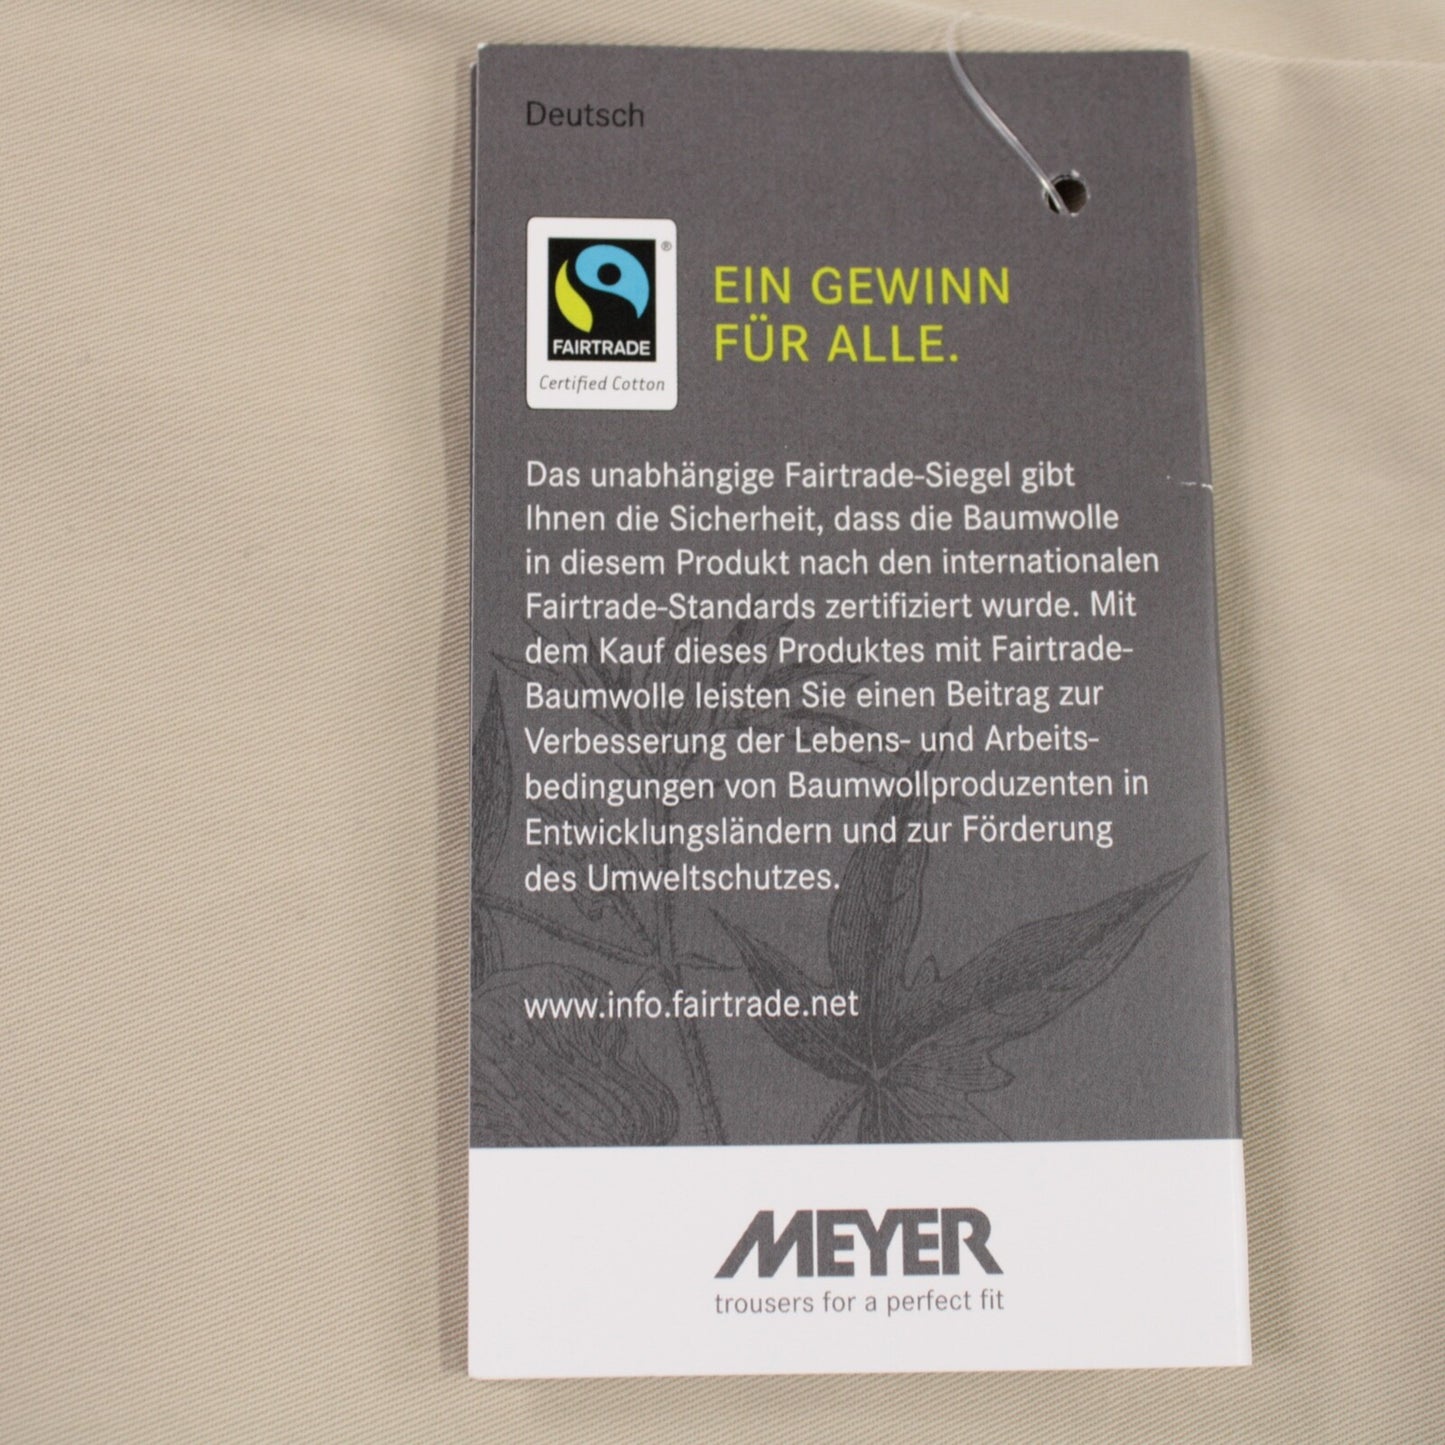 Deutsch
®
FAIRTRADE
Certified Cotton
EIN GEWINN
FÜR ALLE.
Das unabhängige Fairtrade-Siegel gibt
Ihnen die Sicherheit, dass die Baumwolle
in diesem Produkt nach den internationalen
Fairtrade-Standards zertifiziert wurde. Mit
dem Kauf dieses Produktes mit Fairtrade-
Baumwolle leisten Sie einen Beitrag zur
Verbesserung der Lebens- und Arbeits-
bedingungen von Baumwollproduzenten in
Entwicklungsländern und zur Förderung
des Umweltschutzes.
www.info.fairtrade.net
MEYER
trousers for a perfect fit